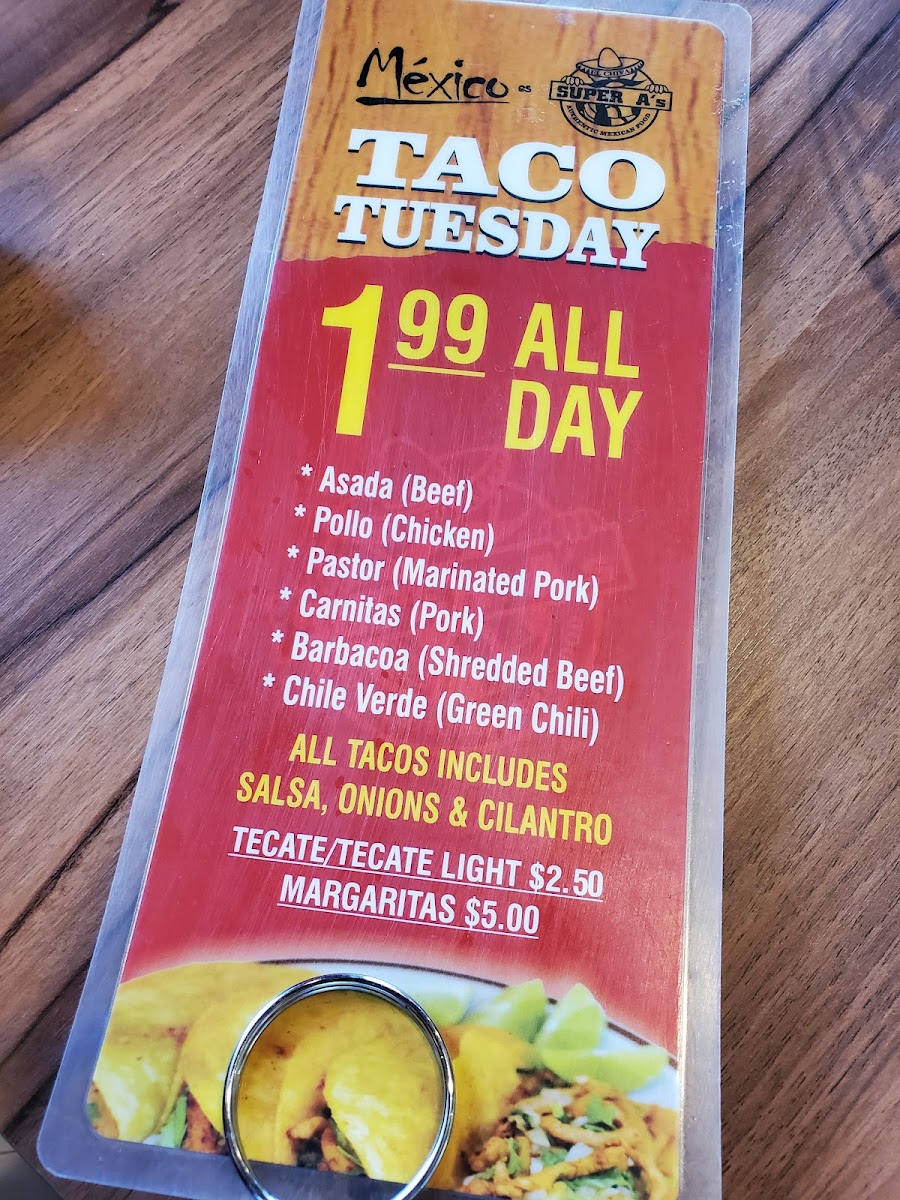 México es
EL CHIVA
SUPER A's
AUTHENTIC MEXICAN FOOD
TACO
TUESDAY
1 99 ALL
DAY
* Asada (Beef)
* Pollo (Chicken)
* Pastor (Marinated Pork)
* Carnitas (Pork)
* Barbacoa (Shredded Beef)
* Chile Verde (Green Chili)
ALL TACOS INCLUDES
SALSA, ONIONS & CILANTRO
TECATE/TECATE LIGHT $2.50
MARGARITAS $5.00